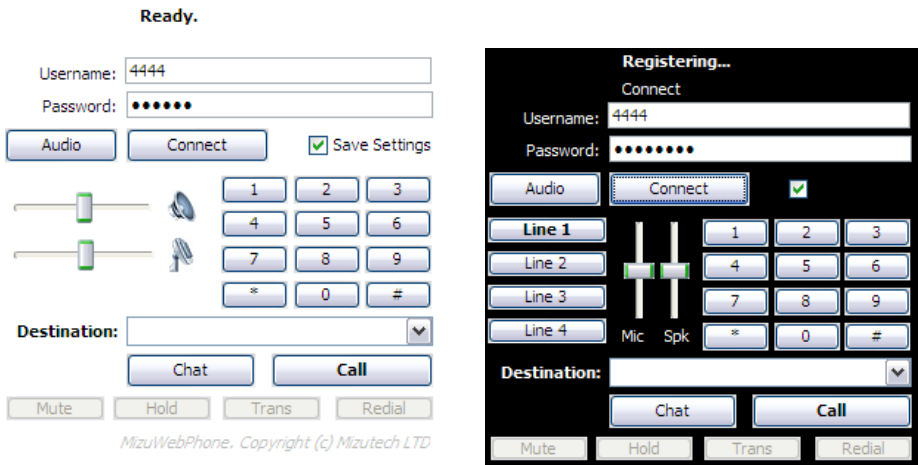 Ready.
Username: 4444
Password: ••••••
Audio Connect Save Settings
1 2 3
4 5 6
7 8 9
* 0 #
Destination:
Chat Call
Mute Hold Trans Redial
MizuWebPhone. Copyright (c) Mizutech LTD
Registering...
Connect
Username: 4444
Password: ••••••••
Audio Connect
Line 1 1 2 3
Line 2 4 5 6
Line 3 7 8 9
Line 4 Mic Spk * 0 #
Destination:
Chat Call
Mute Hold Trans Redial